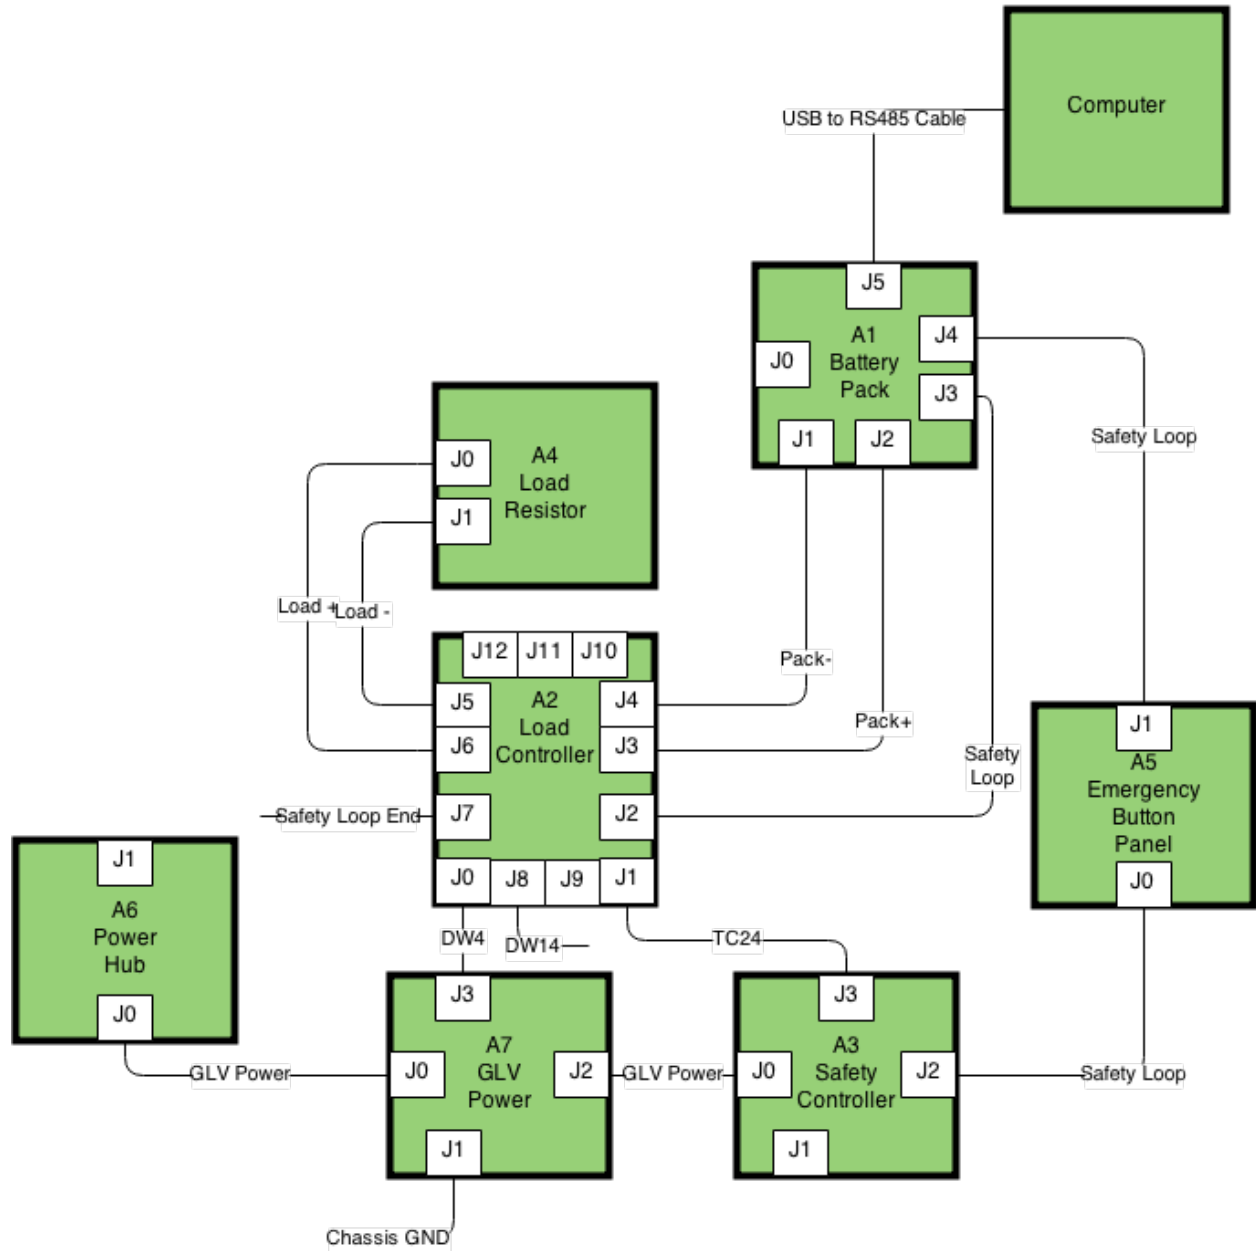 Computer
USB to RS485 Cable
J5
A1
Battery
Pack
J4
J0
J3
J1
J2
Safety Loop
A4
Load
Resistor
J0
J1
Load +
Load -
Pack-
Pack+
Safety
Loop
J12
J11
J10
A2
Load
Controller
J5
J4
J6
J3
Safety Loop End
J7
J2
J0
J8
J9
J1
J1
A5
Emergency
Button
Panel
J0
J1
A6
Power
Hub
J0
DW4
DW14
TC24
GLV Power
J3
A7
GLV
Power
J0
J2
J1
GLV Power
J3
A3
Safety
Controller
J0
J2
J1
Safety Loop
Chassis GND